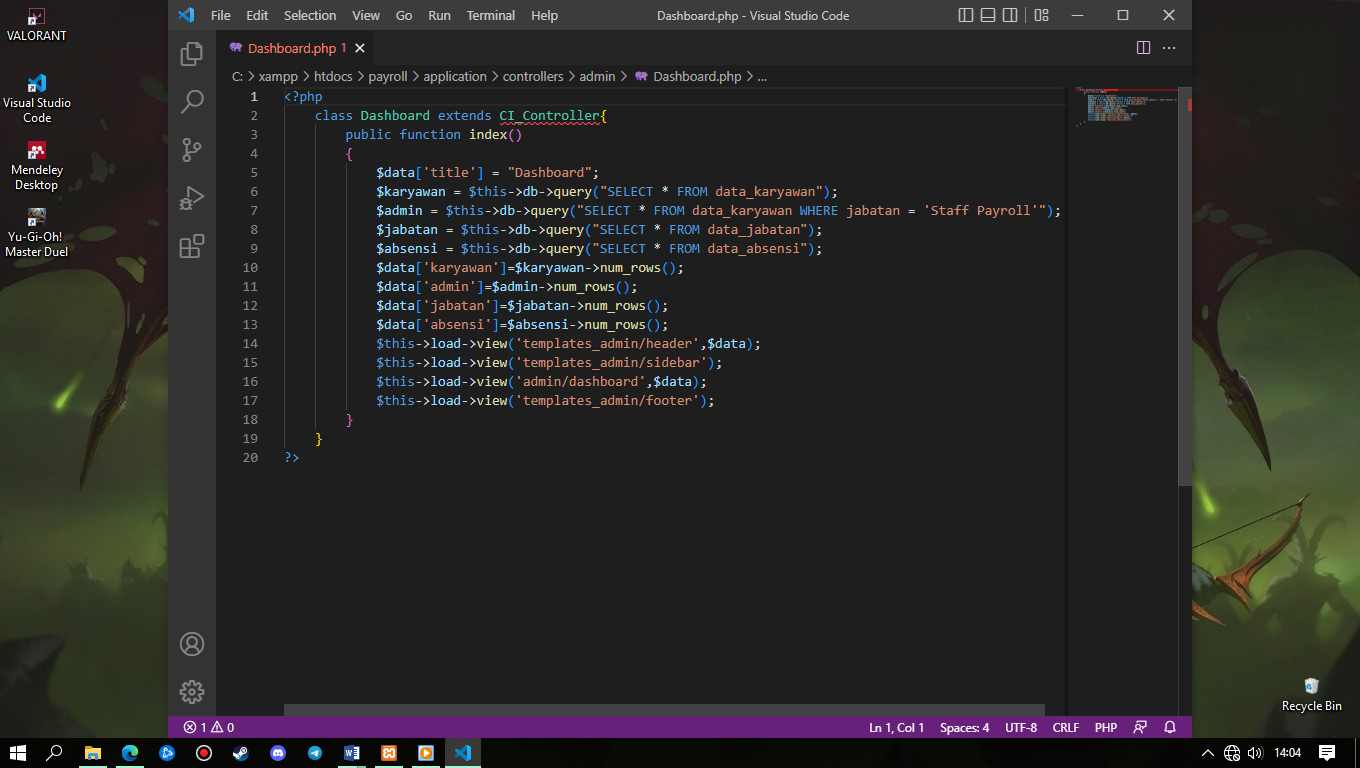 VALORANT
Visual Studio
Code
Mendeley
Desktop
Yu-Gi-Oh!
Master Duel
File Edit Selection View Go Run Terminal Help
Dashboard.php - Visual Studio Code
Dashboard.php 1
C: > xampp > htdocs > payroll > application > controllers > admin > Dashboard.php > ...
1 <?php
2 class Dashboard extends CI_Controller{
3 public function index()
4 {
5 $data['title'] = "Dashboard";
6 $karyawan = $this->db->query("SELECT * FROM data_karyawan");
7 $admin = $this->db->query("SELECT * FROM data_karyawan WHERE jabatan = 'Staff Payroll'");
8 $jabatan = $this->db->query("SELECT * FROM data_jabatan");
9 $absensi = $this->db->query("SELECT * FROM data_absensi");
10 $data['karyawan']=$karyawan->num_rows();
11 $data['admin']=$admin->num_rows();
12 $data['jabatan']=$jabatan->num_rows();
13 $data['absensi']=$absensi->num_rows();
14 $this->load->view('templates_admin/header',$data);
15 $this->load->view('templates_admin/sidebar');
16 $this->load->view('admin/dashboard',$data);
17 $this->load->view('templates_admin/footer');
18 }
19 }
20 ?>
1 0
Ln 1, Col 1 Spaces: 4 UTF-8 CRLF PHP
Recycle Bin
14:04